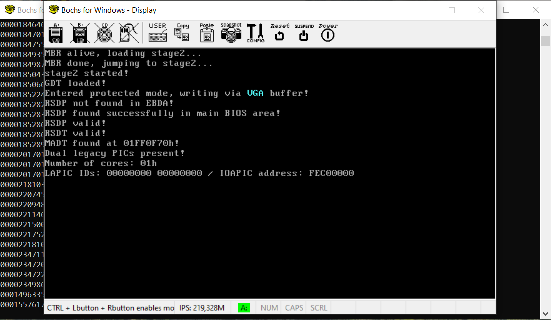 Bochs for Windows - Display
USER
Copy
Paste
snapshot
CONFIG
Reset
suspend
Power
MBR alive, loading stage2...
MBR done, jumping to stage2...
stage2 started!
GDT loaded!
Entered protected mode, writing via VGA buffer!
RSDP not found in EBDA!
RSDP found successfully in main BIOS area!
RSDP valid!
RSDT valid!
MADT found at 01FF0F70h!
Dual legacy PICs present!
Number of cores: 01h
LAPIC IDs: 00000000 00000000 / IOAPIC address: FEC00000
CTRL + Lbutton + Rbutton enables mo
IPS: 219,328M
A:
NUM
CAPS
SCRL